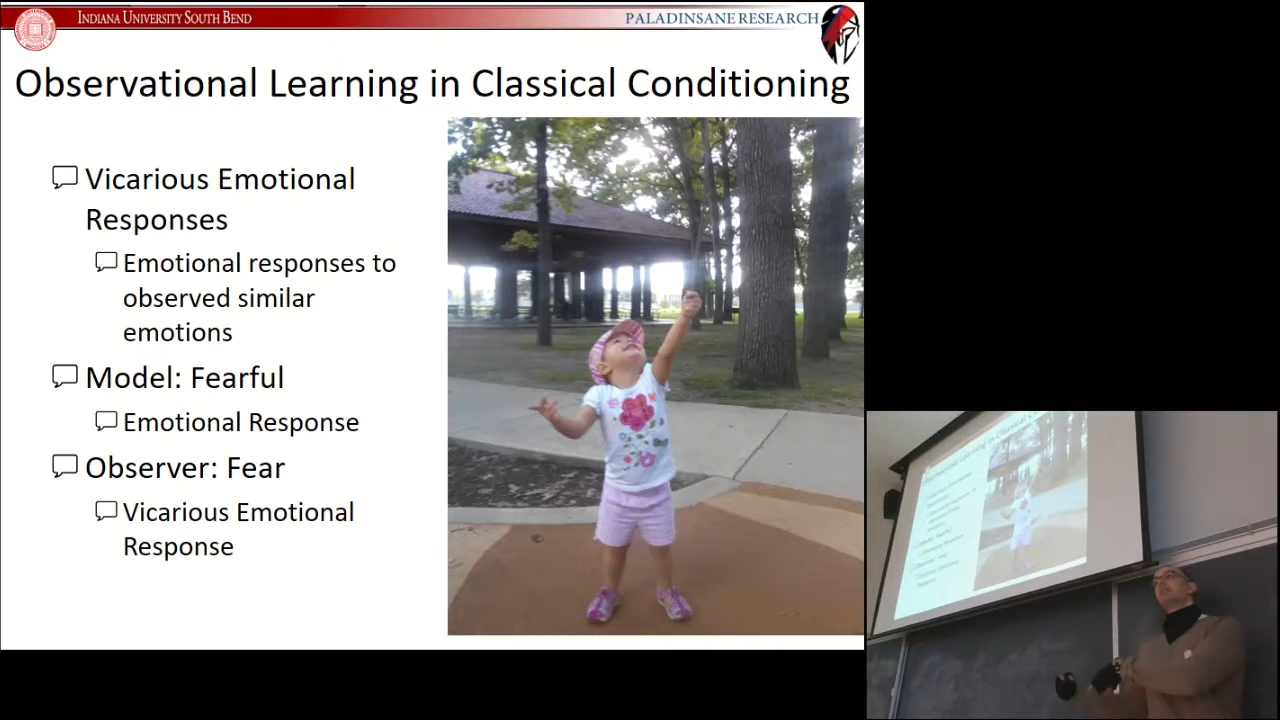 INDIANA UNIVERSITY SOUTH BEND
PALADINSANE RESEARCH
Observational Learning in Classical Conditioning
Vicarious Emotional
Responses
Emotional responses to
observed similar
emotions
Model: Fearful
Emotional Response
Observer: Fear
Vicarious Emotional
Response